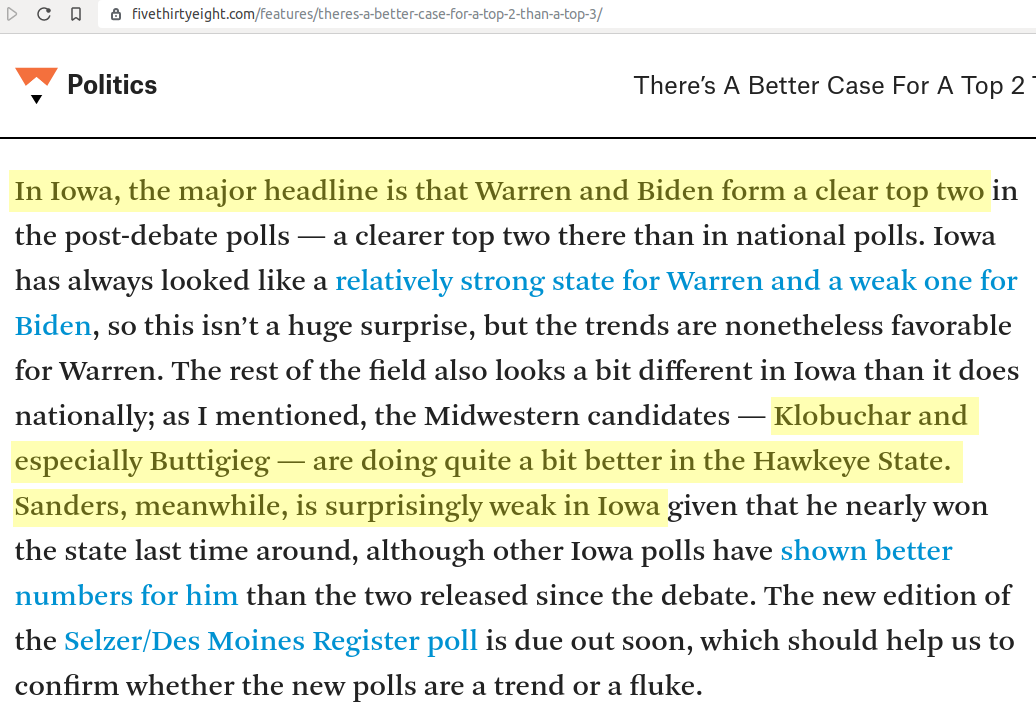 fivethirtyeight.com/features/theres-a-better-case-for-a-top-2-than-a-top-3/
Politics
There’s A Better Case For A Top 2
In Iowa, the major headline is that Warren and Biden form a clear top two in
the post-debate polls — a clearer top two there than in national polls. Iowa
has always looked like a relatively strong state for Warren and a weak one for
Biden, so this isn’t a huge surprise, but the trends are nonetheless favorable
for Warren. The rest of the field also looks a bit different in Iowa than it does
nationally; as I mentioned, the Midwestern candidates — Klobuchar and
especially Buttigieg — are doing quite a bit better in the Hawkeye State.
Sanders, meanwhile, is surprisingly weak in Iowa given that he nearly won
the state last time around, although other Iowa polls have shown better
numbers for him than the two released since the debate. The new edition of
the Selzer/Des Moines Register poll is due out soon, which should help us to
confirm whether the new polls are a trend or a fluke.